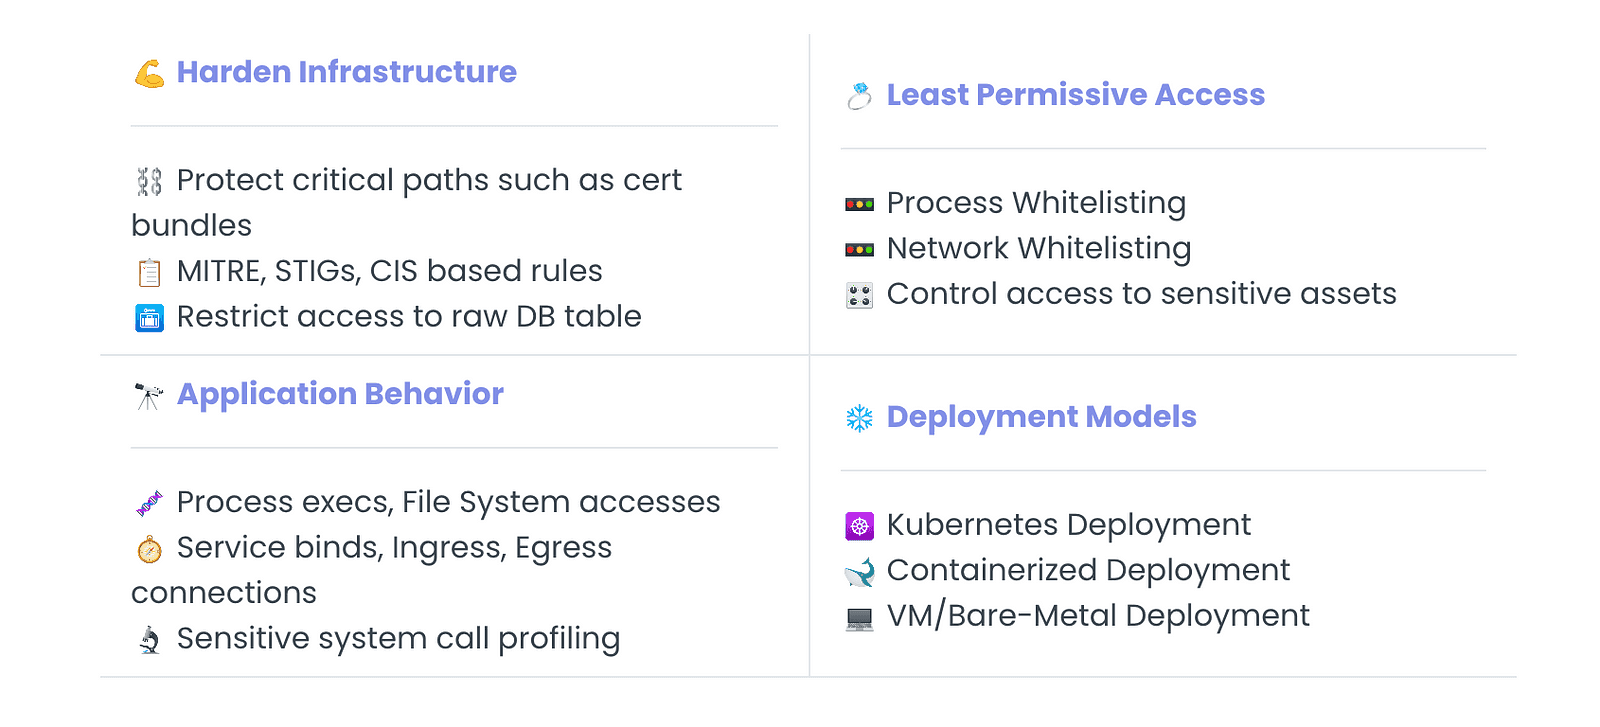 Harden Infrastructure
Protect critical paths such as cert
bundles
MITRE, STIGs, CIS based rules
Restrict access to raw DB table
Least Permissive Access
Process Whitelisting
Network Whitelisting
Control access to sensitive assets
Application Behavior
Process execs, File System accesses
Service binds, Ingress, Egress
connections
Sensitive system call profiling
Deployment Models
Kubernetes Deployment
Containerized Deployment
VM/Bare-Metal Deployment